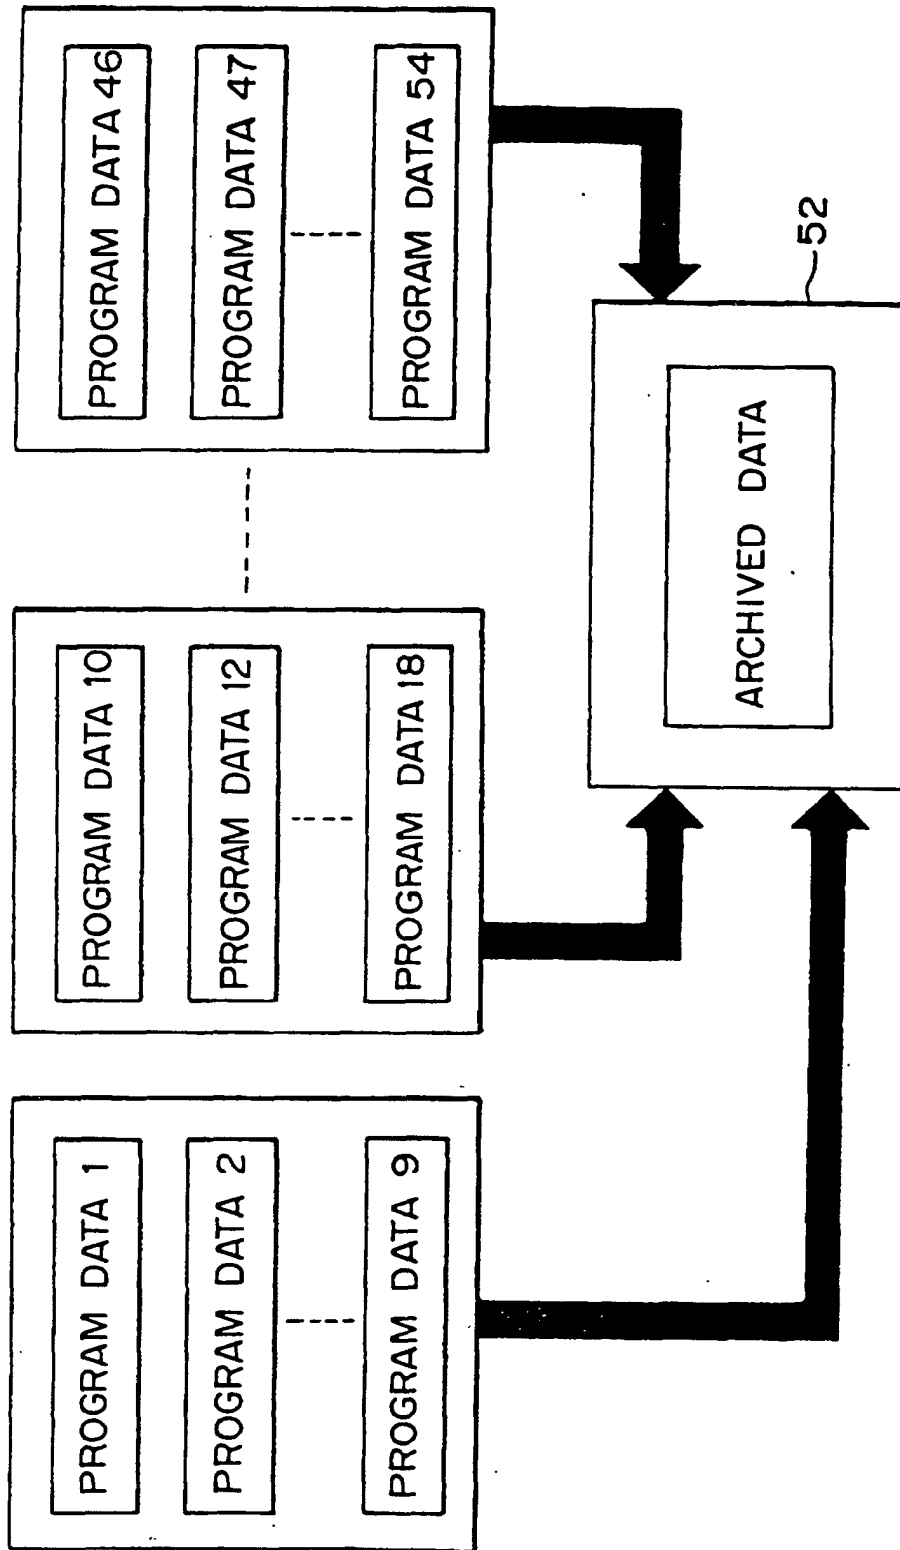 PROGRAM DATA 1
PROGRAM DATA 2
PROGRAM DATA 9
PROGRAM DATA 10
PROGRAM DATA 12
PROGRAM DATA 18
PROGRAM DATA 46
PROGRAM DATA 47
PROGRAM DATA 54
ARCHIVED DATA
52